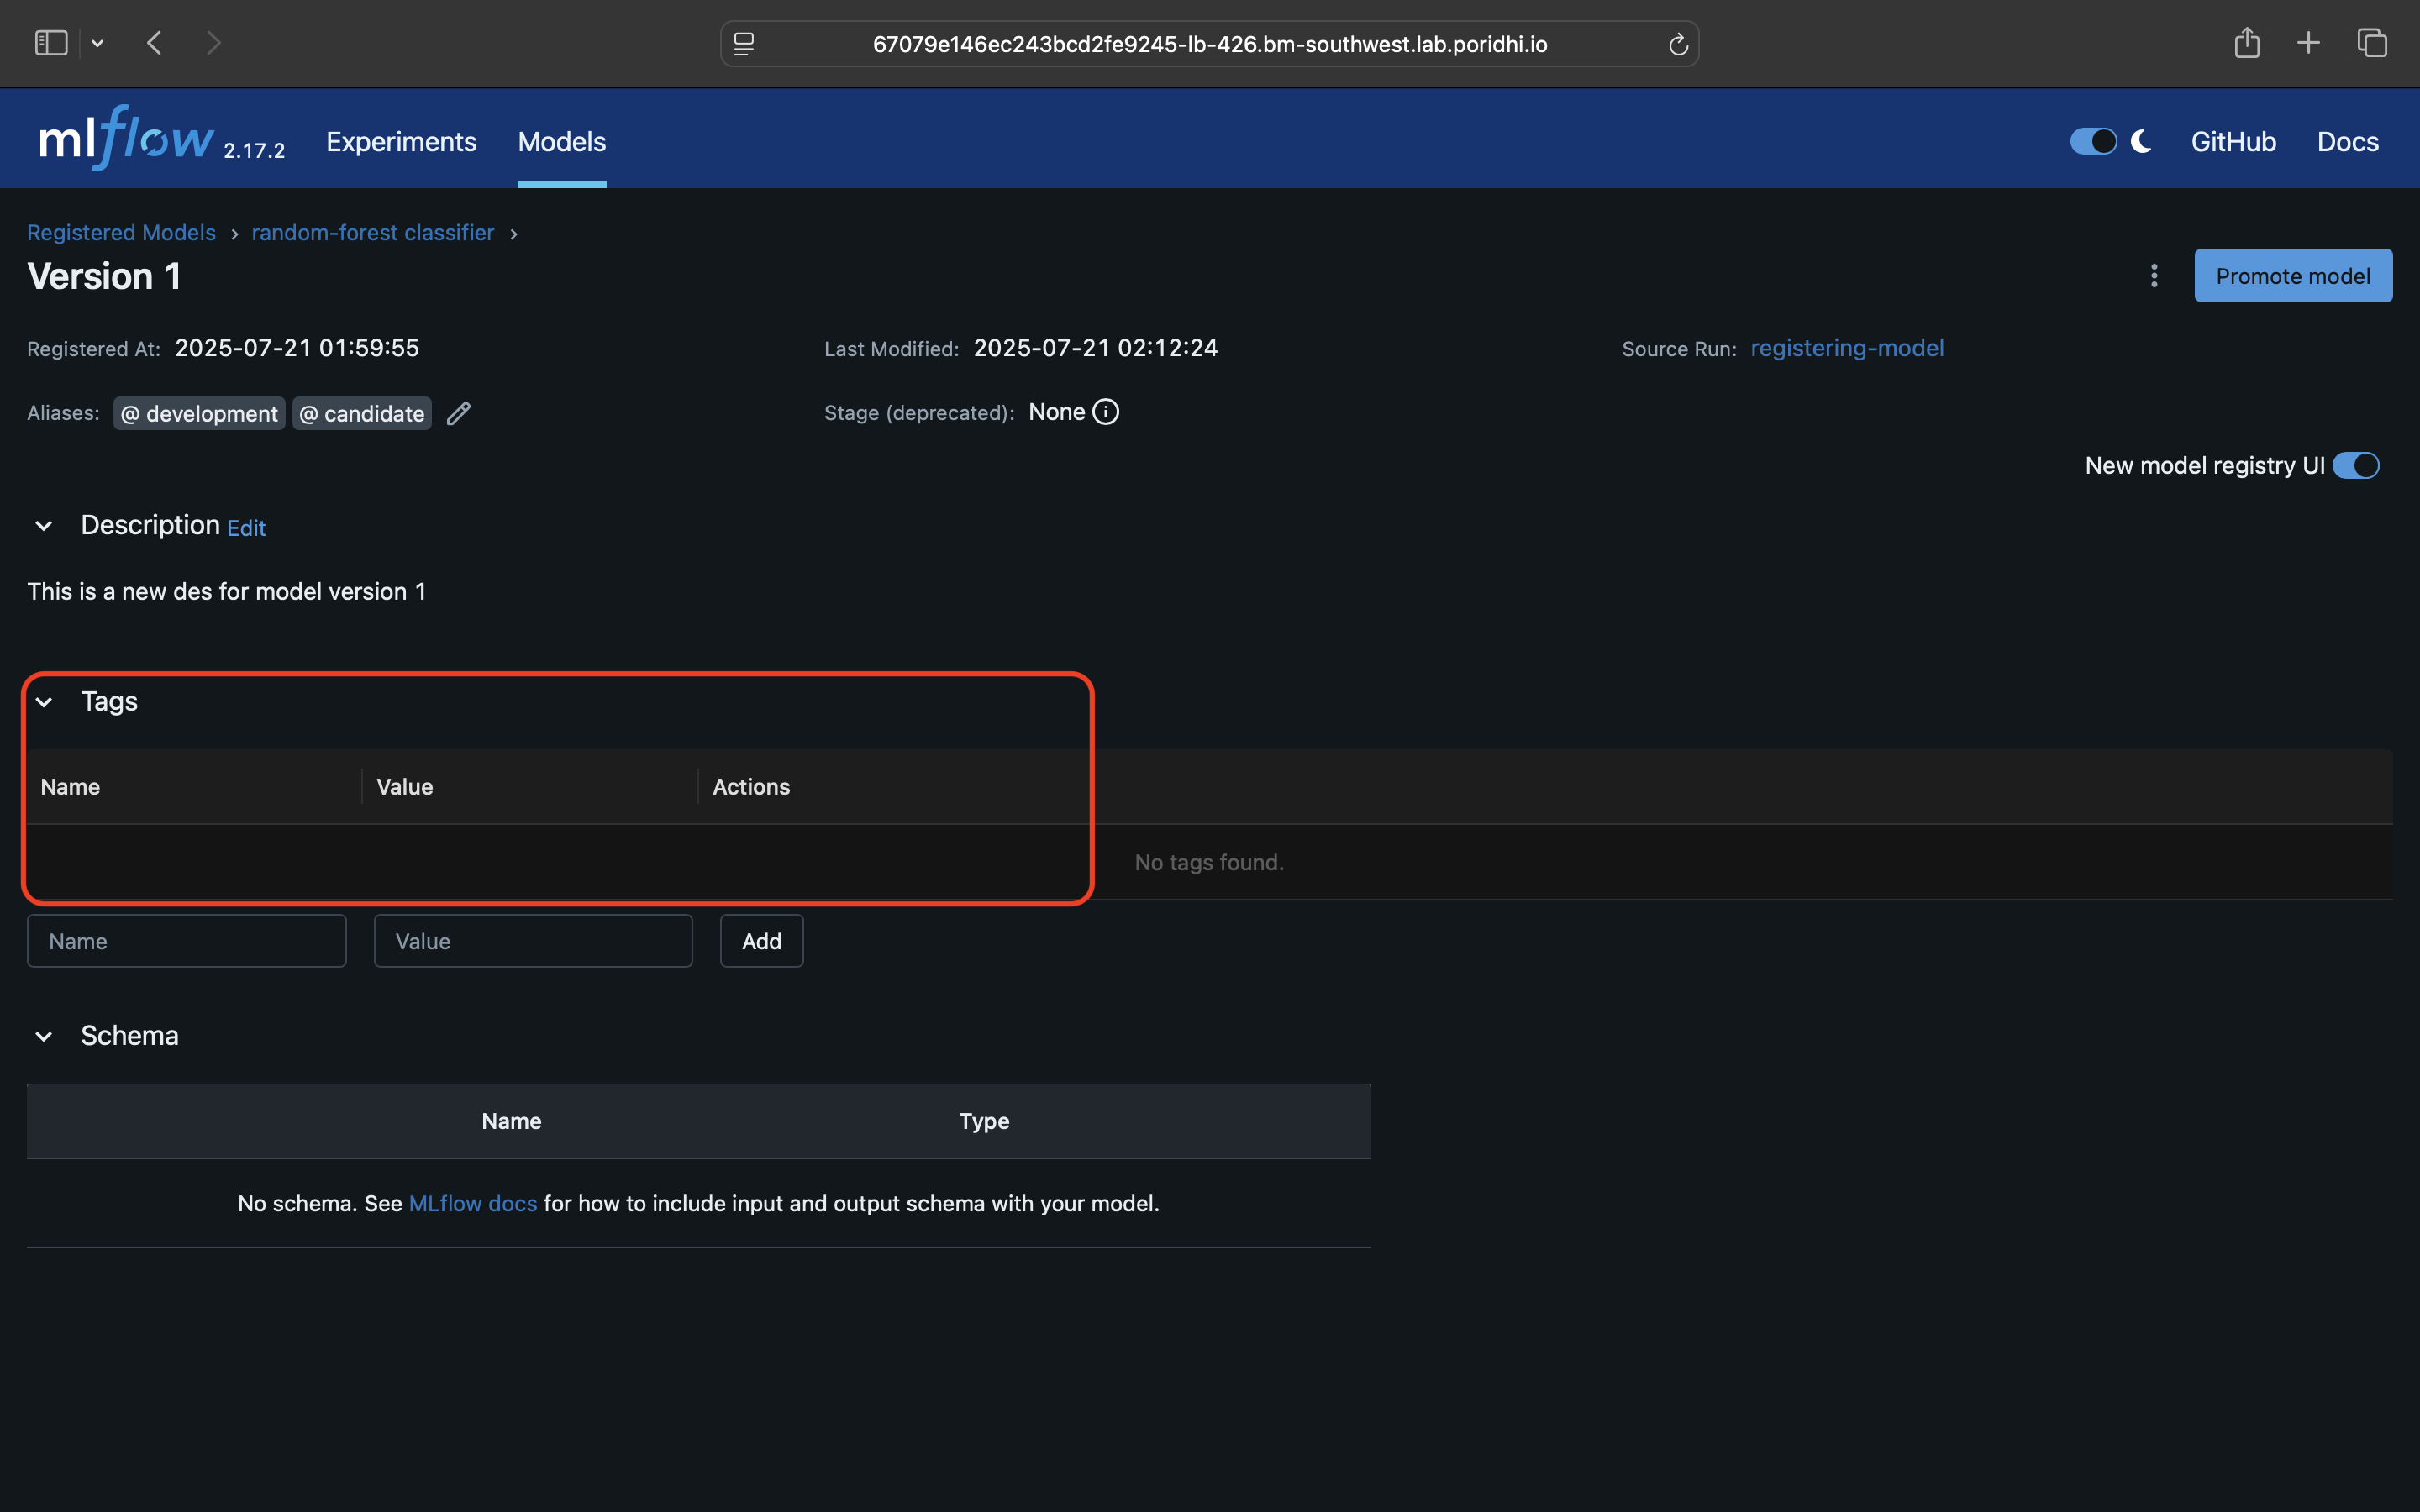 67079e146ec243bcd2fe9245-lb-426.bm-southwest.lab.poridhi.io
mlflow 2.17.2 Experiments Models GitHub Docs
Registered Models › random-forest classifier ›
Version 1 Promote model
Registered At: 2025-07-21 01:59:55 Last Modified: 2025-07-21 02:12:24 Source Run: registering-model
Aliases: @ development @ candidate Stage (deprecated): None
New model registry UI
Description Edit
This is a new des for model version 1
Tags
Name Value Actions
No tags found.
Name Value Add
Schema
Name Type
No schema. See MLflow docs for how to include input and output schema with your model.